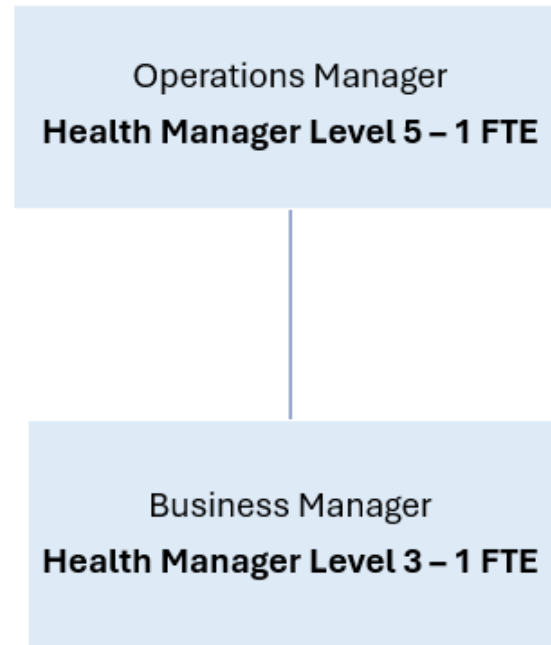 Operations Manager
Health Manager Level 5 – 1 FTE
Business Manager
Health Manager Level 3 – 1 FTE